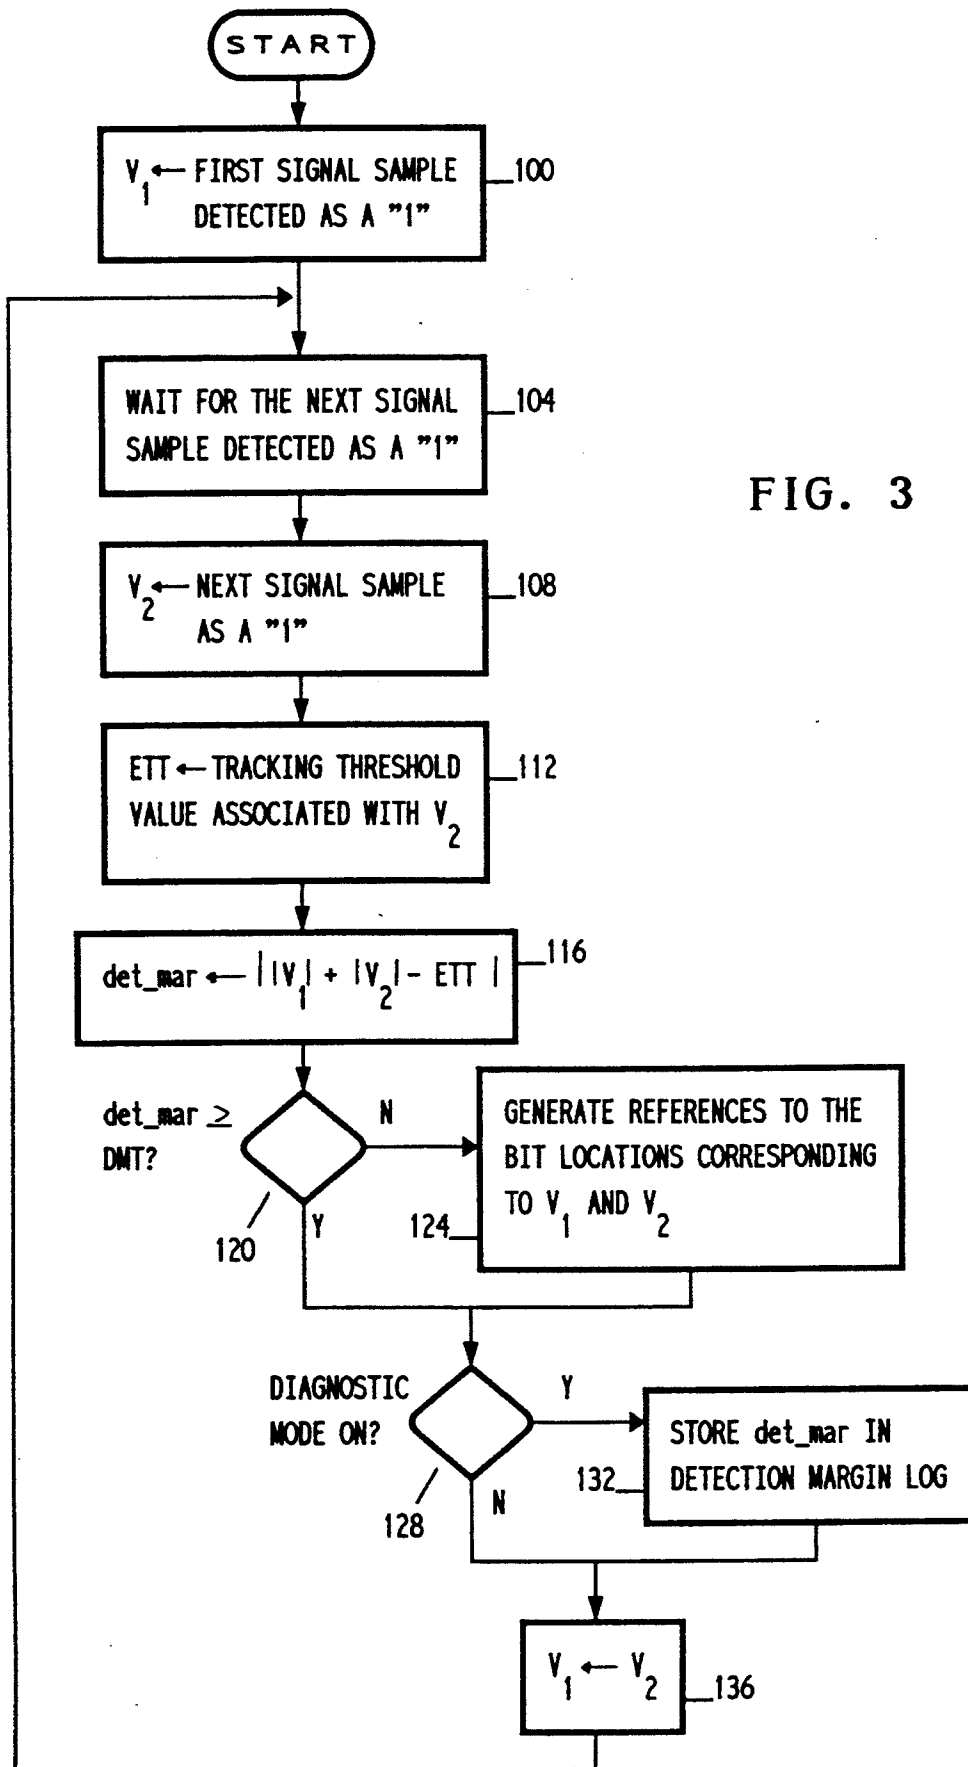 START
V1 ← FIRST SIGNAL SAMPLE
DETECTED AS A "1"
100
WAIT FOR THE NEXT SIGNAL
SAMPLE DETECTED AS A "1"
104
FIG. 3
V2 ← NEXT SIGNAL SAMPLE
AS A "1"
108
ETT ← TRACKING THRESHOLD
VALUE ASSOCIATED WITH V2
112
det_mar ← ||V1| + |V2| - ETT |
116
det_mar ≥
DMT?
N
Y
120
GENERATE REFERENCES TO THE
BIT LOCATIONS CORRESPONDING
TO V1 AND V2
124
DIAGNOSTIC
MODE ON?
Y
N
128
STORE det_mar IN
DETECTION MARGIN LOG
132
V1 ← V2
136